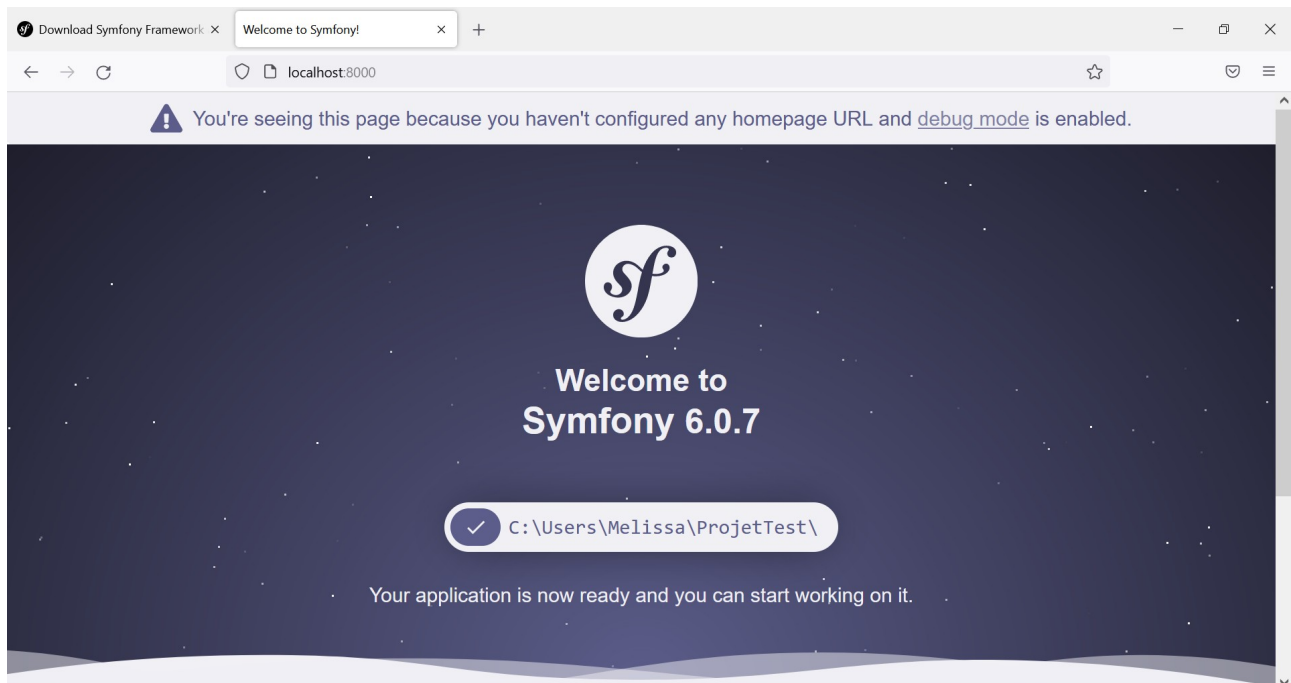 Download Symfony Framework
Welcome to Symfony!
localhost:8000
You're seeing this page because you haven't configured any homepage URL and debug mode is enabled.
sf
Welcome to
Symfony 6.0.7
C:\Users\Melissa\ProjetTest\
Your application is now ready and you can start working on it.